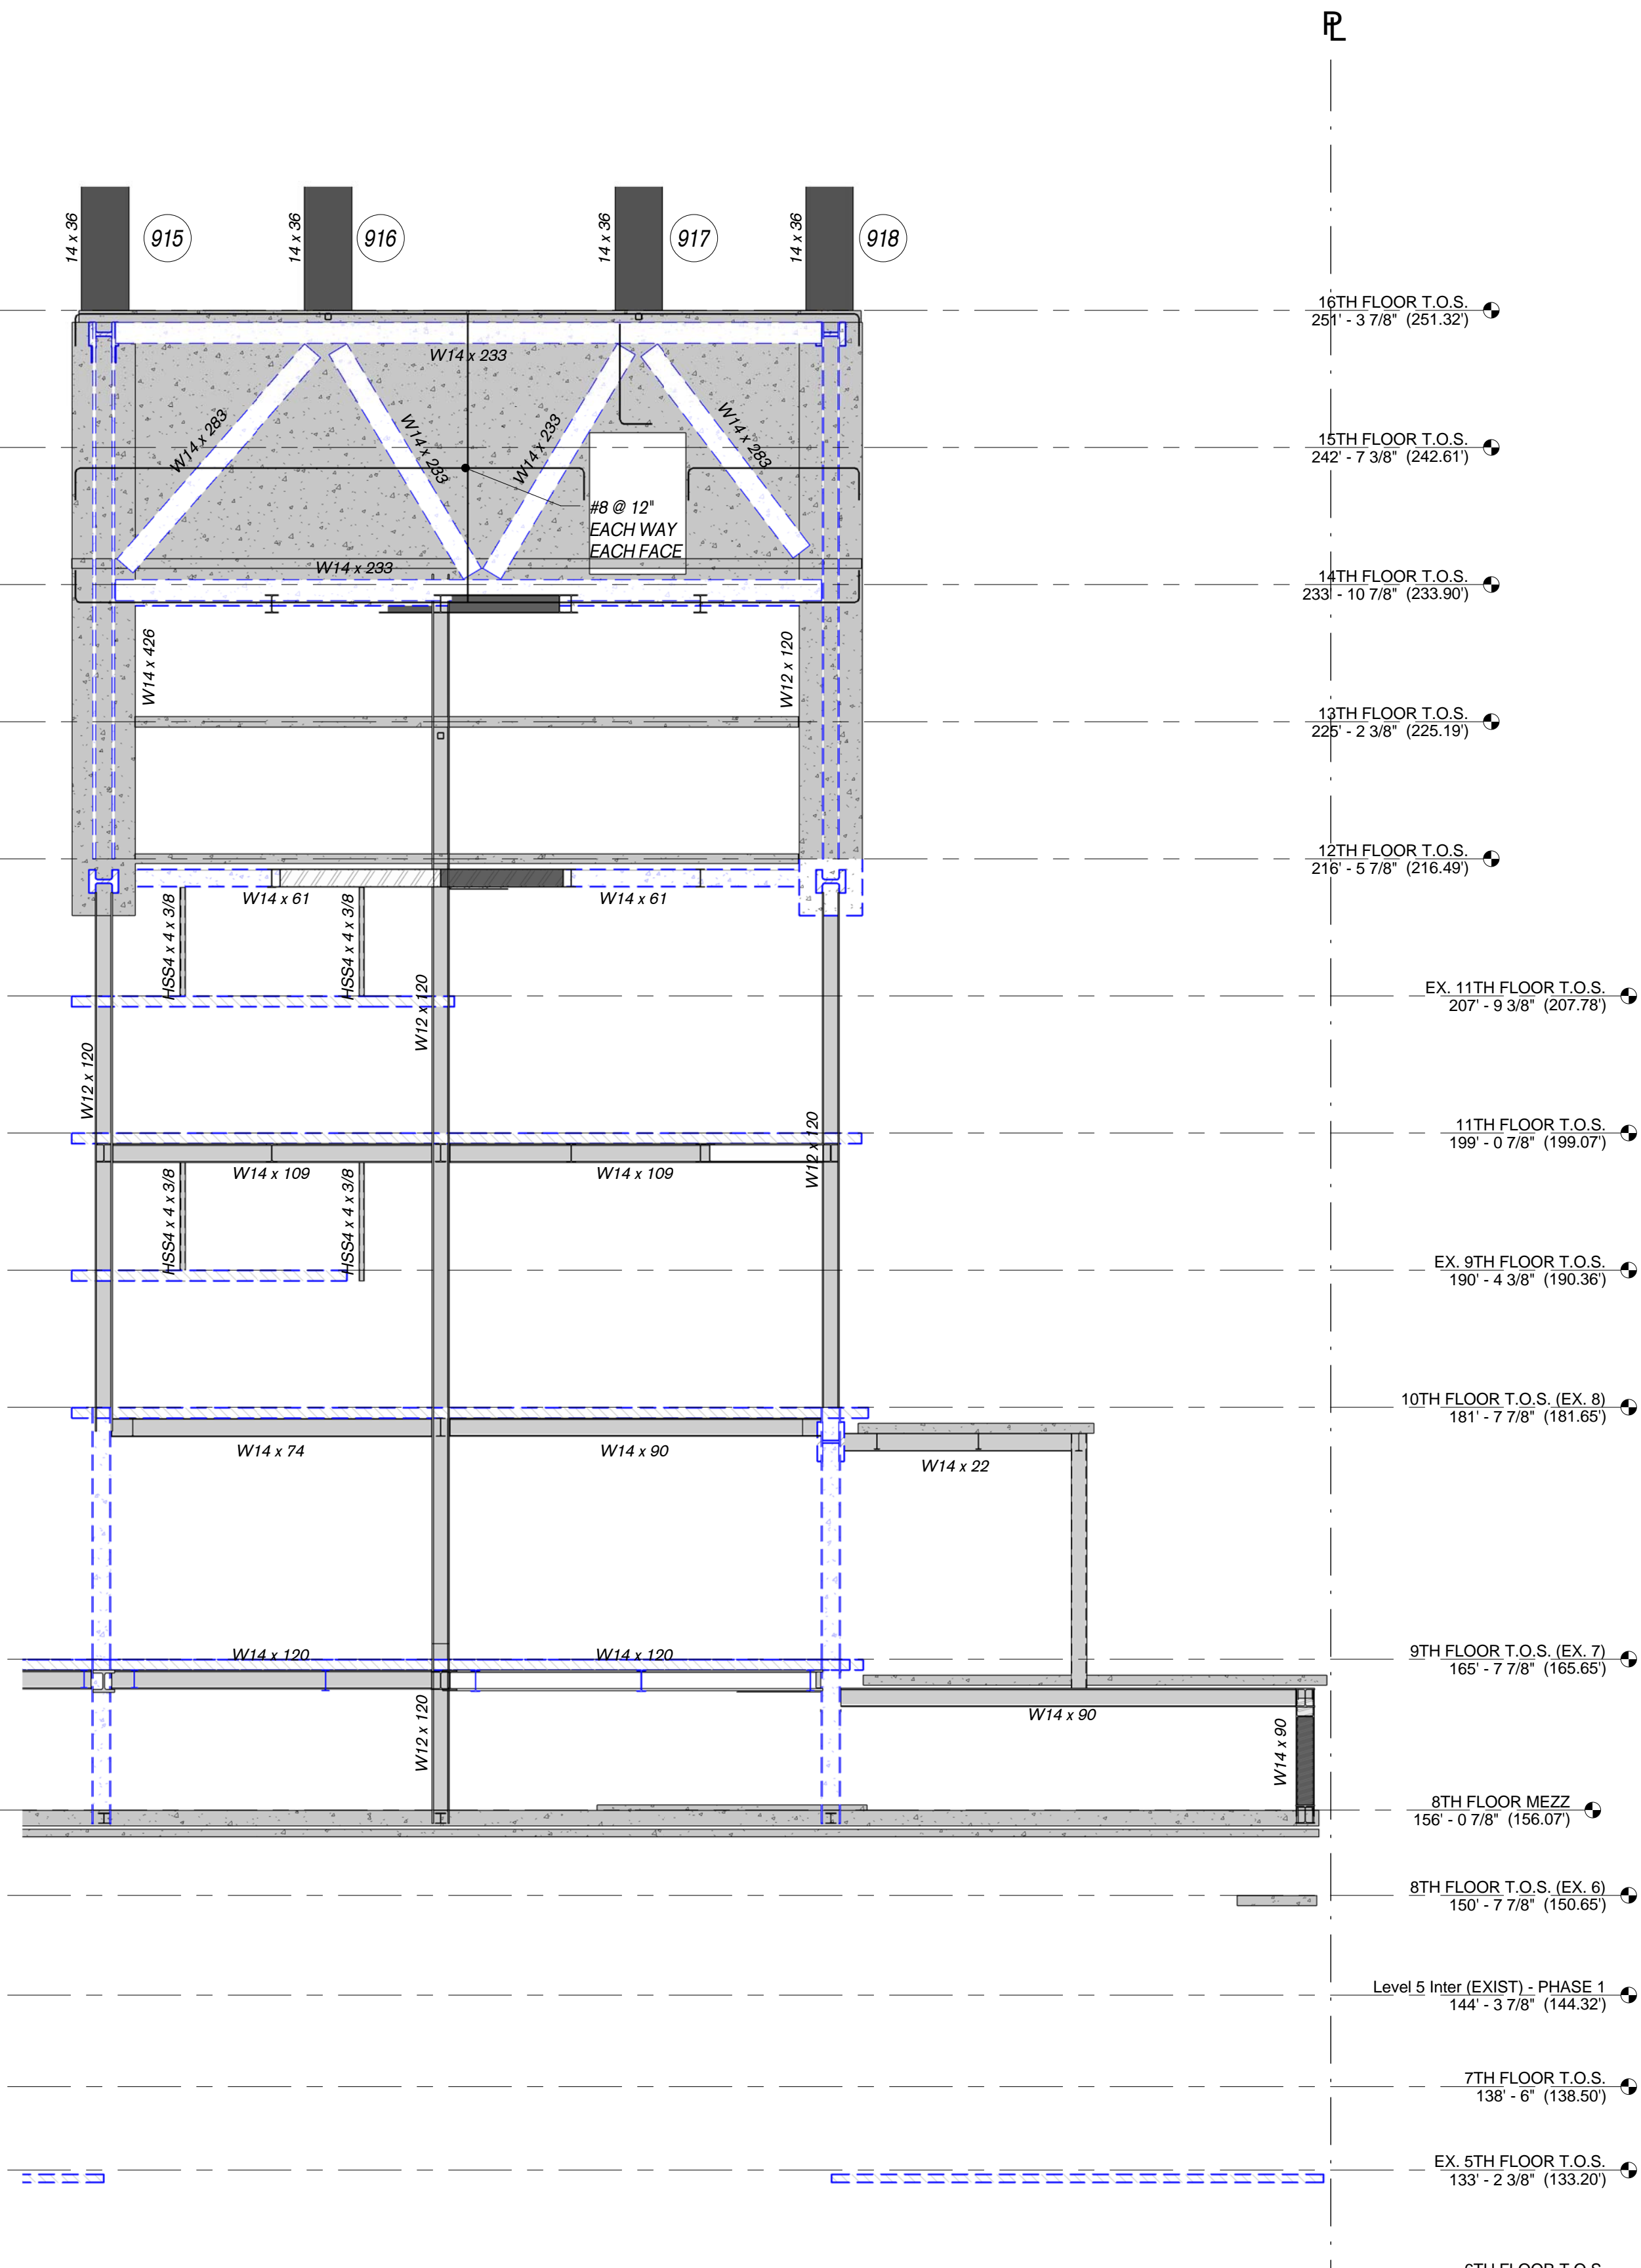 PL
14 x 36
915
14 x 36
916
14 x 36
917
14 x 36
918
16TH FLOOR T.O.S.
251' - 3 7/8" (251.32')
W14 x 233
W14 x 283
W14 x 233
W14 x 233
W14 x 283
15TH FLOOR T.O.S.
242' - 7 3/8" (242.61')
#8 @ 12"
EACH WAY
EACH FACE
W14 x 233
14TH FLOOR T.O.S.
233' - 10 7/8" (233.90')
W14 x 426
W12 x 120
13TH FLOOR T.O.S.
225' - 2 3/8" (225.19')
12TH FLOOR T.O.S.
216' - 5 7/8" (216.49')
W14 x 61
W14 x 61
HSS4 x 4 x 3/8
HSS4 x 4 x 3/8
W12 x 120
EX. 11TH FLOOR T.O.S.
207' - 9 3/8" (207.78')
W12 x 120
W12 x 120
11TH FLOOR T.O.S.
199' - 0 7/8" (199.07')
W14 x 109
W14 x 109
HSS4 x 4 x 3/8
HSS4 x 4 x 3/8
EX. 9TH FLOOR T.O.S.
190' - 4 3/8" (190.36')
10TH FLOOR T.O.S. (EX. 8)
181' - 7 7/8" (181.65')
W14 x 74
W14 x 90
W14 x 22
W14 x 120
W14 x 120
9TH FLOOR T.O.S. (EX. 7)
165' - 7 7/8" (165.65')
W12 x 120
W14 x 90
W14 x 90
8TH FLOOR MEZZ
156' - 0 7/8" (156.07')
8TH FLOOR T.O.S. (EX. 6)
150' - 7 7/8" (150.65')
Level 5 Inter (EXIST) - PHASE 1
144' - 3 7/8" (144.32')
7TH FLOOR T.O.S.
138' - 6" (138.50')
EX. 5TH FLOOR T.O.S.
133' - 2 3/8" (133.20')